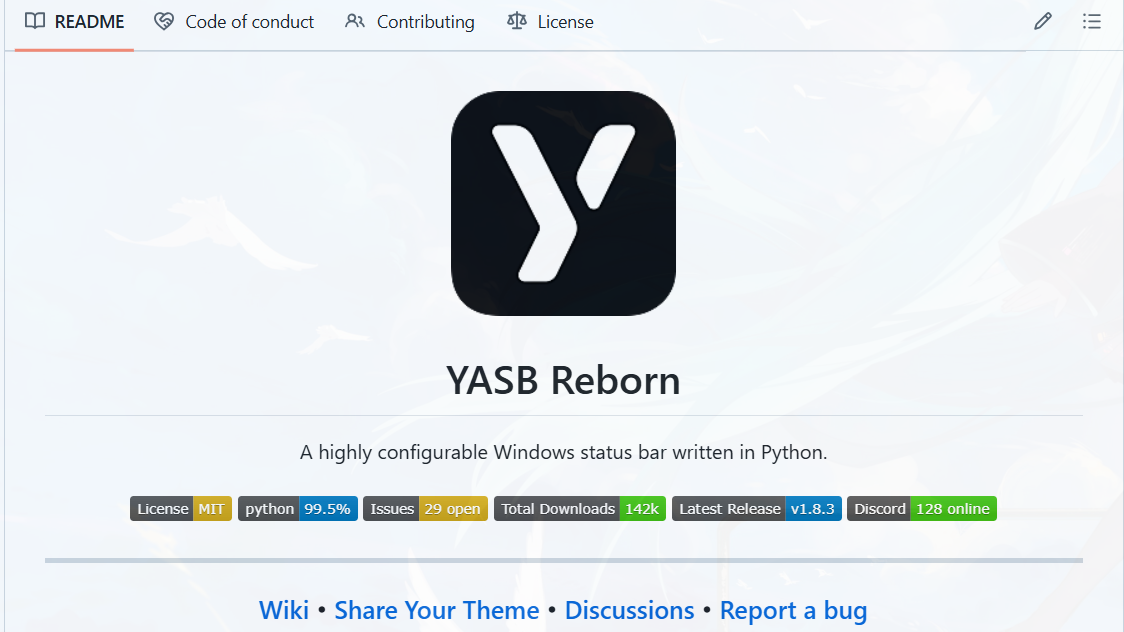 README Code of conduct Contributing License
YASB Reborn
A highly configurable Windows status bar written in Python.
License MIT python 99.5% Issues 29 open Total Downloads 142k Latest Release v1.8.3 Discord 128 online
Wiki • Share Your Theme • Discussions • Report a bug